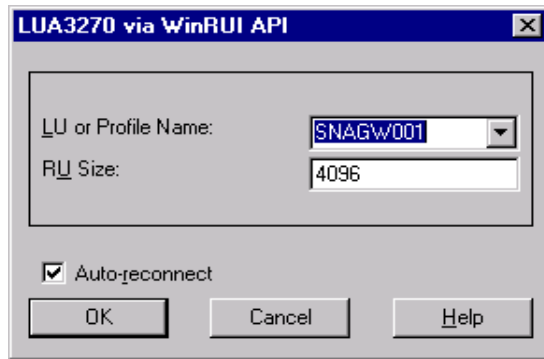 LUA3270 via WinRUI API
LU or Profile Name: SNAGW001
RU Size: 4096
Auto-reconnect
OK Cancel Help